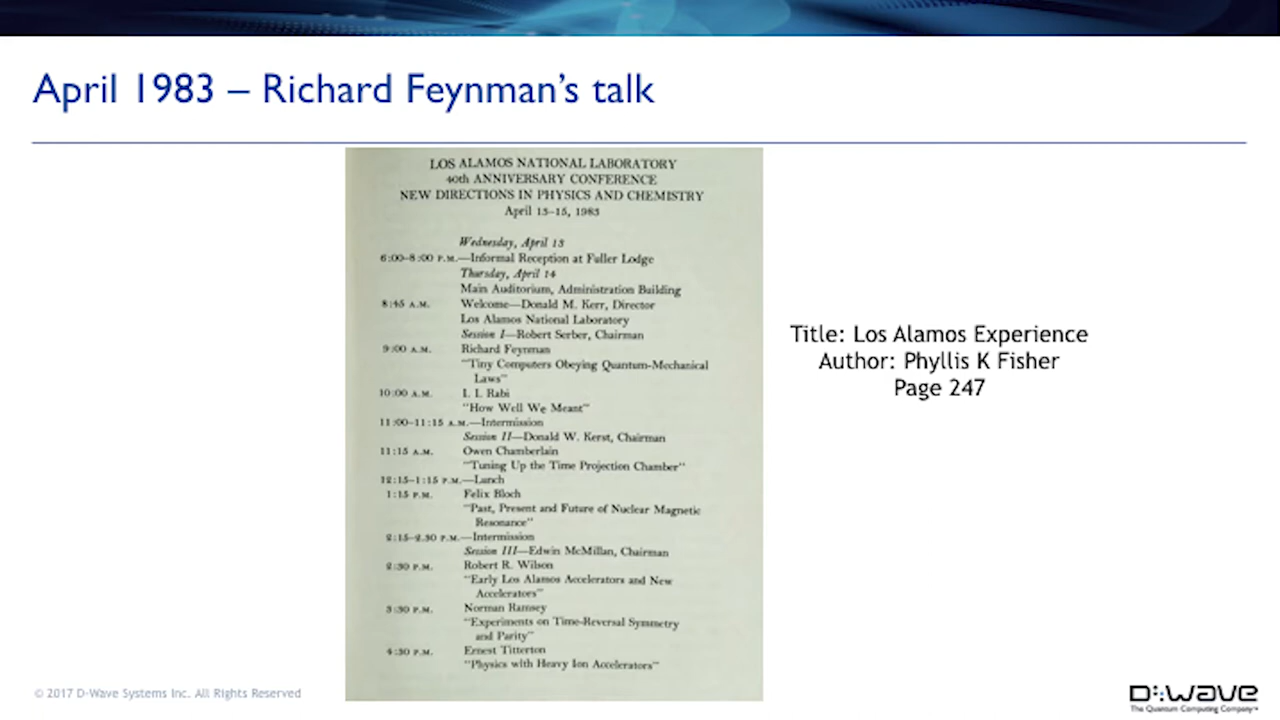 April 1983 – Richard Feynman's talk
LOS ALAMOS NATIONAL LABORATORY
40th ANNIVERSARY CONFERENCE
NEW DIRECTIONS IN PHYSICS AND CHEMISTRY
April 13–15, 1983
Wednesday, April 13
6:00–8:00 P.M.—Informal Reception at Fuller Lodge
Thursday, April 14
Main Auditorium, Administration Building
8:45 A.M. Welcome—Donald M. Kerr, Director
Los Alamos National Laboratory
Session I—Robert Serber, Chairman
9:00 A.M. Richard Feynman
"Tiny Computers Obeying Quantum-Mechanical
Laws"
10:00 A.M. I. I. Rabi
"How Well We Meant"
11:00–11:15 A.M.—Intermission
Session II—Donald W. Kerst, Chairman
11:15 A.M. Owen Chamberlain
"Tuning Up the Time Projection Chamber"
12:15–1:15 P.M.—Lunch
1:15 P.M. Felix Bloch
"Past, Present and Future of Nuclear Magnetic
Resonance"
2:15–2.30 P.M.—Intermission
Session III—Edwin McMillan, Chairman
2:30 P.M. Robert R. Wilson
"Early Los Alamos Accelerators and New
Accelerators"
3:30 P.M. Norman Ramsey
"Experiments on Time-Reversal Symmetry
and Parity"
4:30 P.M. Ernest Titterton
"Physics with Heavy Ion Accelerators"
Title: Los Alamos Experience
Author: Phyllis K Fisher
Page 247
© 2017 D-Wave Systems Inc. All Rights Reserved
D:WAVE
The Quantum Computing Company™